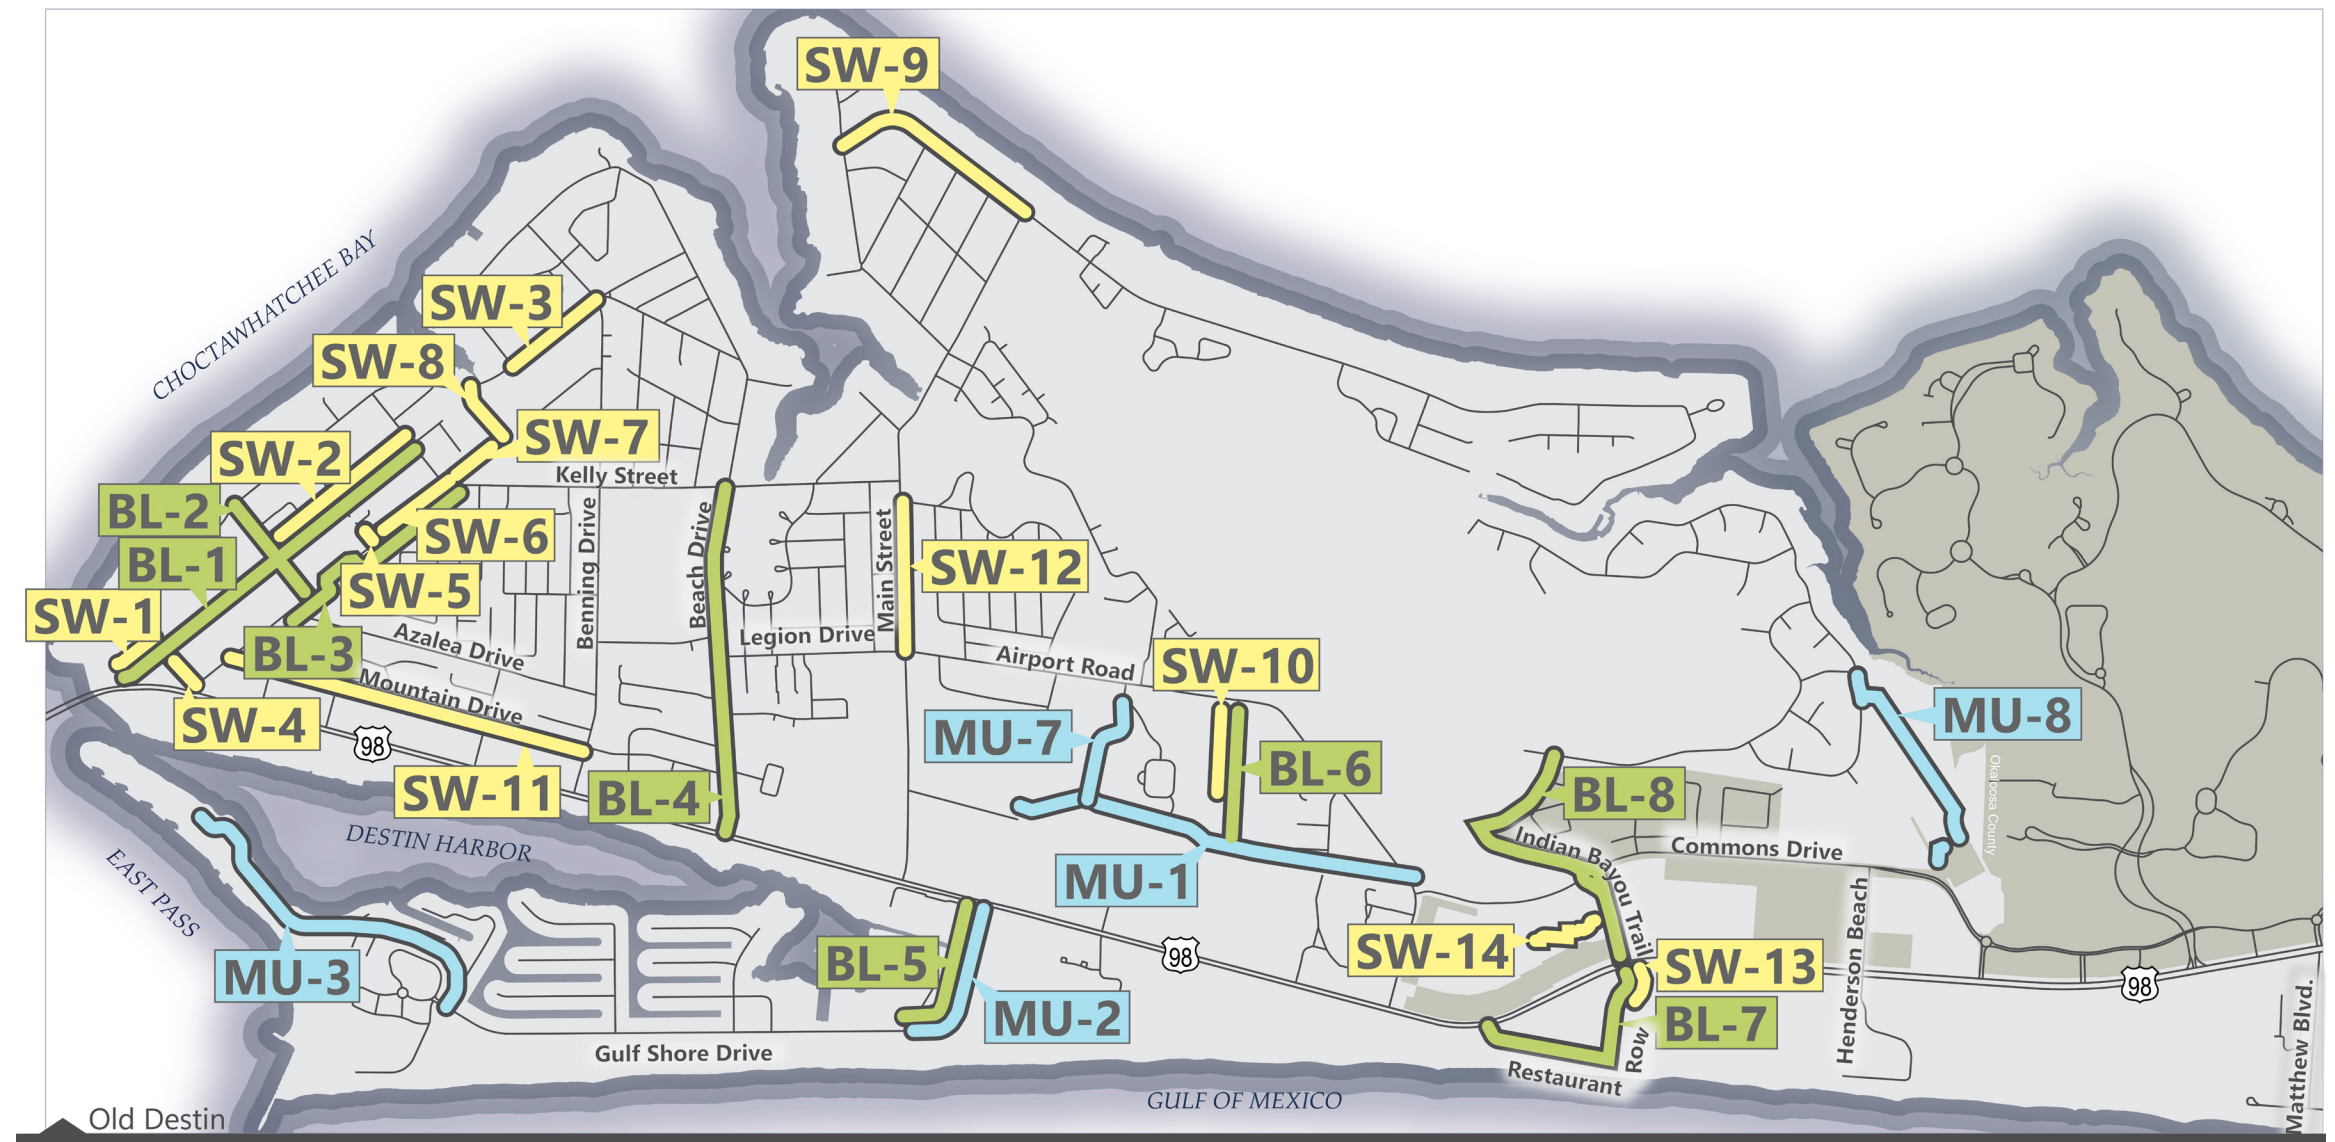 SW-9
CHOCTAWHATCHEE BAY
SW-3
SW-8
SW-7
SW-2
Kelly Street
BL-2
SW-6
BL-1
SW-5
SW-1
BL-3
Azalea Drive
Mountain Drive
Benning Drive
Beach Drive
Main Street
SW-12
Legion Drive
Airport Road
SW-10
SW-4
98
SW-11
BL-4
MU-7
BL-6
MU-8
BL-8
Okaloosa County
Indian Bayou Trail
Commons Drive
DESTIN HARBOR
EAST PASS
MU-1
MU-3
BL-5
MU-2
98
SW-14
SW-13
BL-7
Henderson Beach
98
Matthew Blvd.
Gulf Shore Drive
Restaurant Row
GULF OF MEXICO
Old Destin